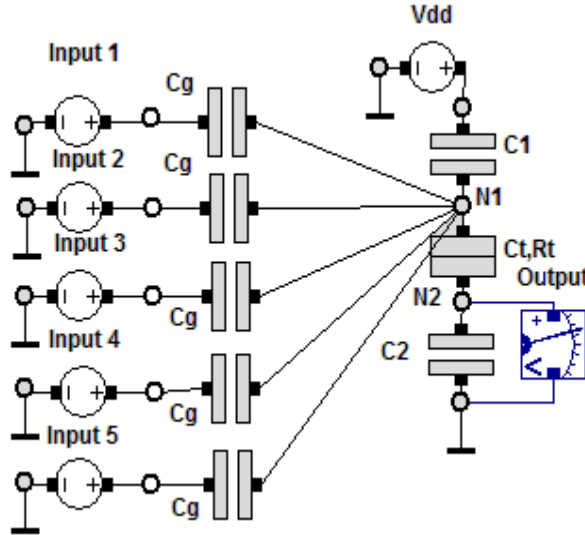 Vdd
Input 1
Cg
C1
Input 2
Cg
N1
Input 3
Ct,Rt
Output
Cg
N2
Input 4
C2
Cg
Input 5
Cg